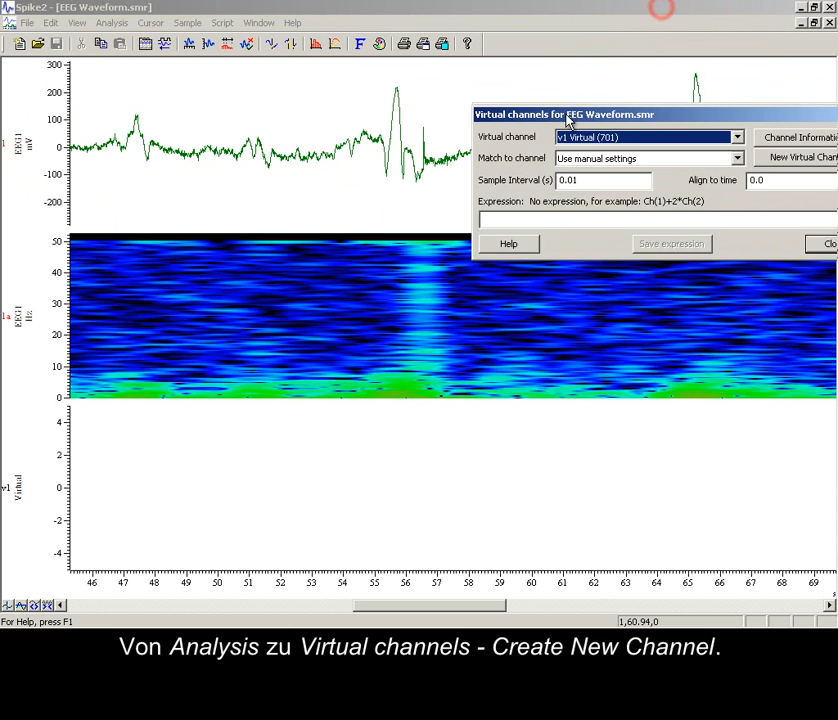 Spike2 - [EEG Waveform.smr]
File Edit View Analysis Cursor Sample Script Window Help
300
200
100
0
-100
-200
1
EEG1
mV
Virtual channels for EEG Waveform.smr
Virtual channel
v1 Virtual (701)
Channel Informati
Match to channel
Use manual settings
New Virtual Chan
Sample Interval (s)
0.01
Align to time
0.0
Expression: No expression, for example: Ch(1)+2*Ch(2)
Help
Save expression
Clo
50
40
30
20
10
0
1a
EEG1
Hz
4
2
0
-2
-4
v1
Virtual
46 47 48 49 50 51 52 53 54 55 56 57 58 59 60 61 62 63 64 65 66 67 68 69
s
For Help, press F1
1,60.94,0
Von Analysis zu Virtual channels - Create New Channel.